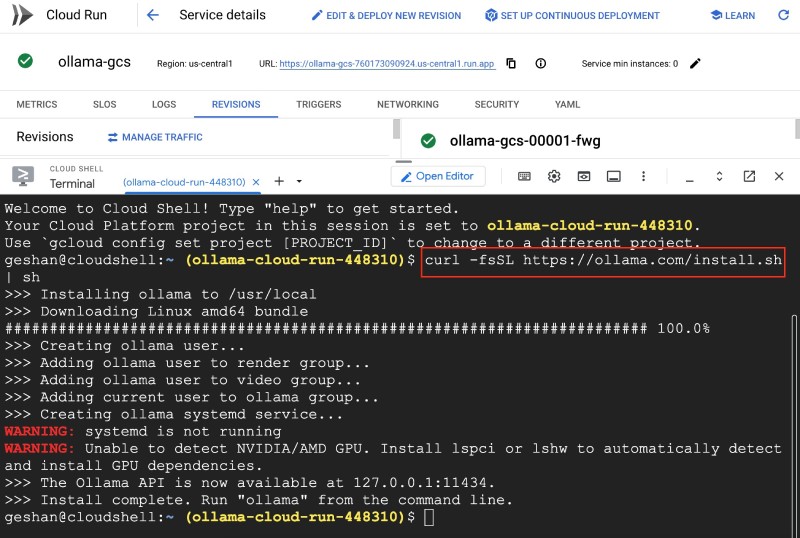 Cloud Run
Service details
EDIT & DEPLOY NEW REVISION
SET UP CONTINUOUS DEPLOYMENT
LEARN
ollama-gcs
Region: us-central1
URL: https://ollama-gcs-760173090924.us-central1.run.app
Service min instances: 0
METRICS
SLOS
LOGS
REVISIONS
TRIGGERS
NETWORKING
SECURITY
YAML
Revisions
MANAGE TRAFFIC
ollama-gcs-00001-fwg
CLOUD SHELL
Terminal
(ollama-cloud-run-448310)
Open Editor
Welcome to Cloud Shell! Type "help" to get started.
Your Cloud Platform project in this session is set to ollama-cloud-run-448310.
Use `gcloud config set project [PROJECT_ID]` to change to a different project.
geshan@cloudshell:~ (ollama-cloud-run-448310)$ curl -fsSL https://ollama.com/install.sh
| sh
>>> Installing ollama to /usr/local
>>> Downloading Linux amd64 bundle
######################################################################## 100.0%
>>> Creating ollama user...
>>> Adding ollama user to render group...
>>> Adding ollama user to video group...
>>> Adding current user to ollama group...
>>> Creating ollama systemd service...
WARNING: systemd is not running
WARNING: Unable to detect NVIDIA/AMD GPU. Install lspci or lshw to automatically detect
and install GPU dependencies.
>>> The Ollama API is now available at 127.0.0.1:11434.
>>> Install complete. Run "ollama" from the command line.
geshan@cloudshell:~ (ollama-cloud-run-448310)$